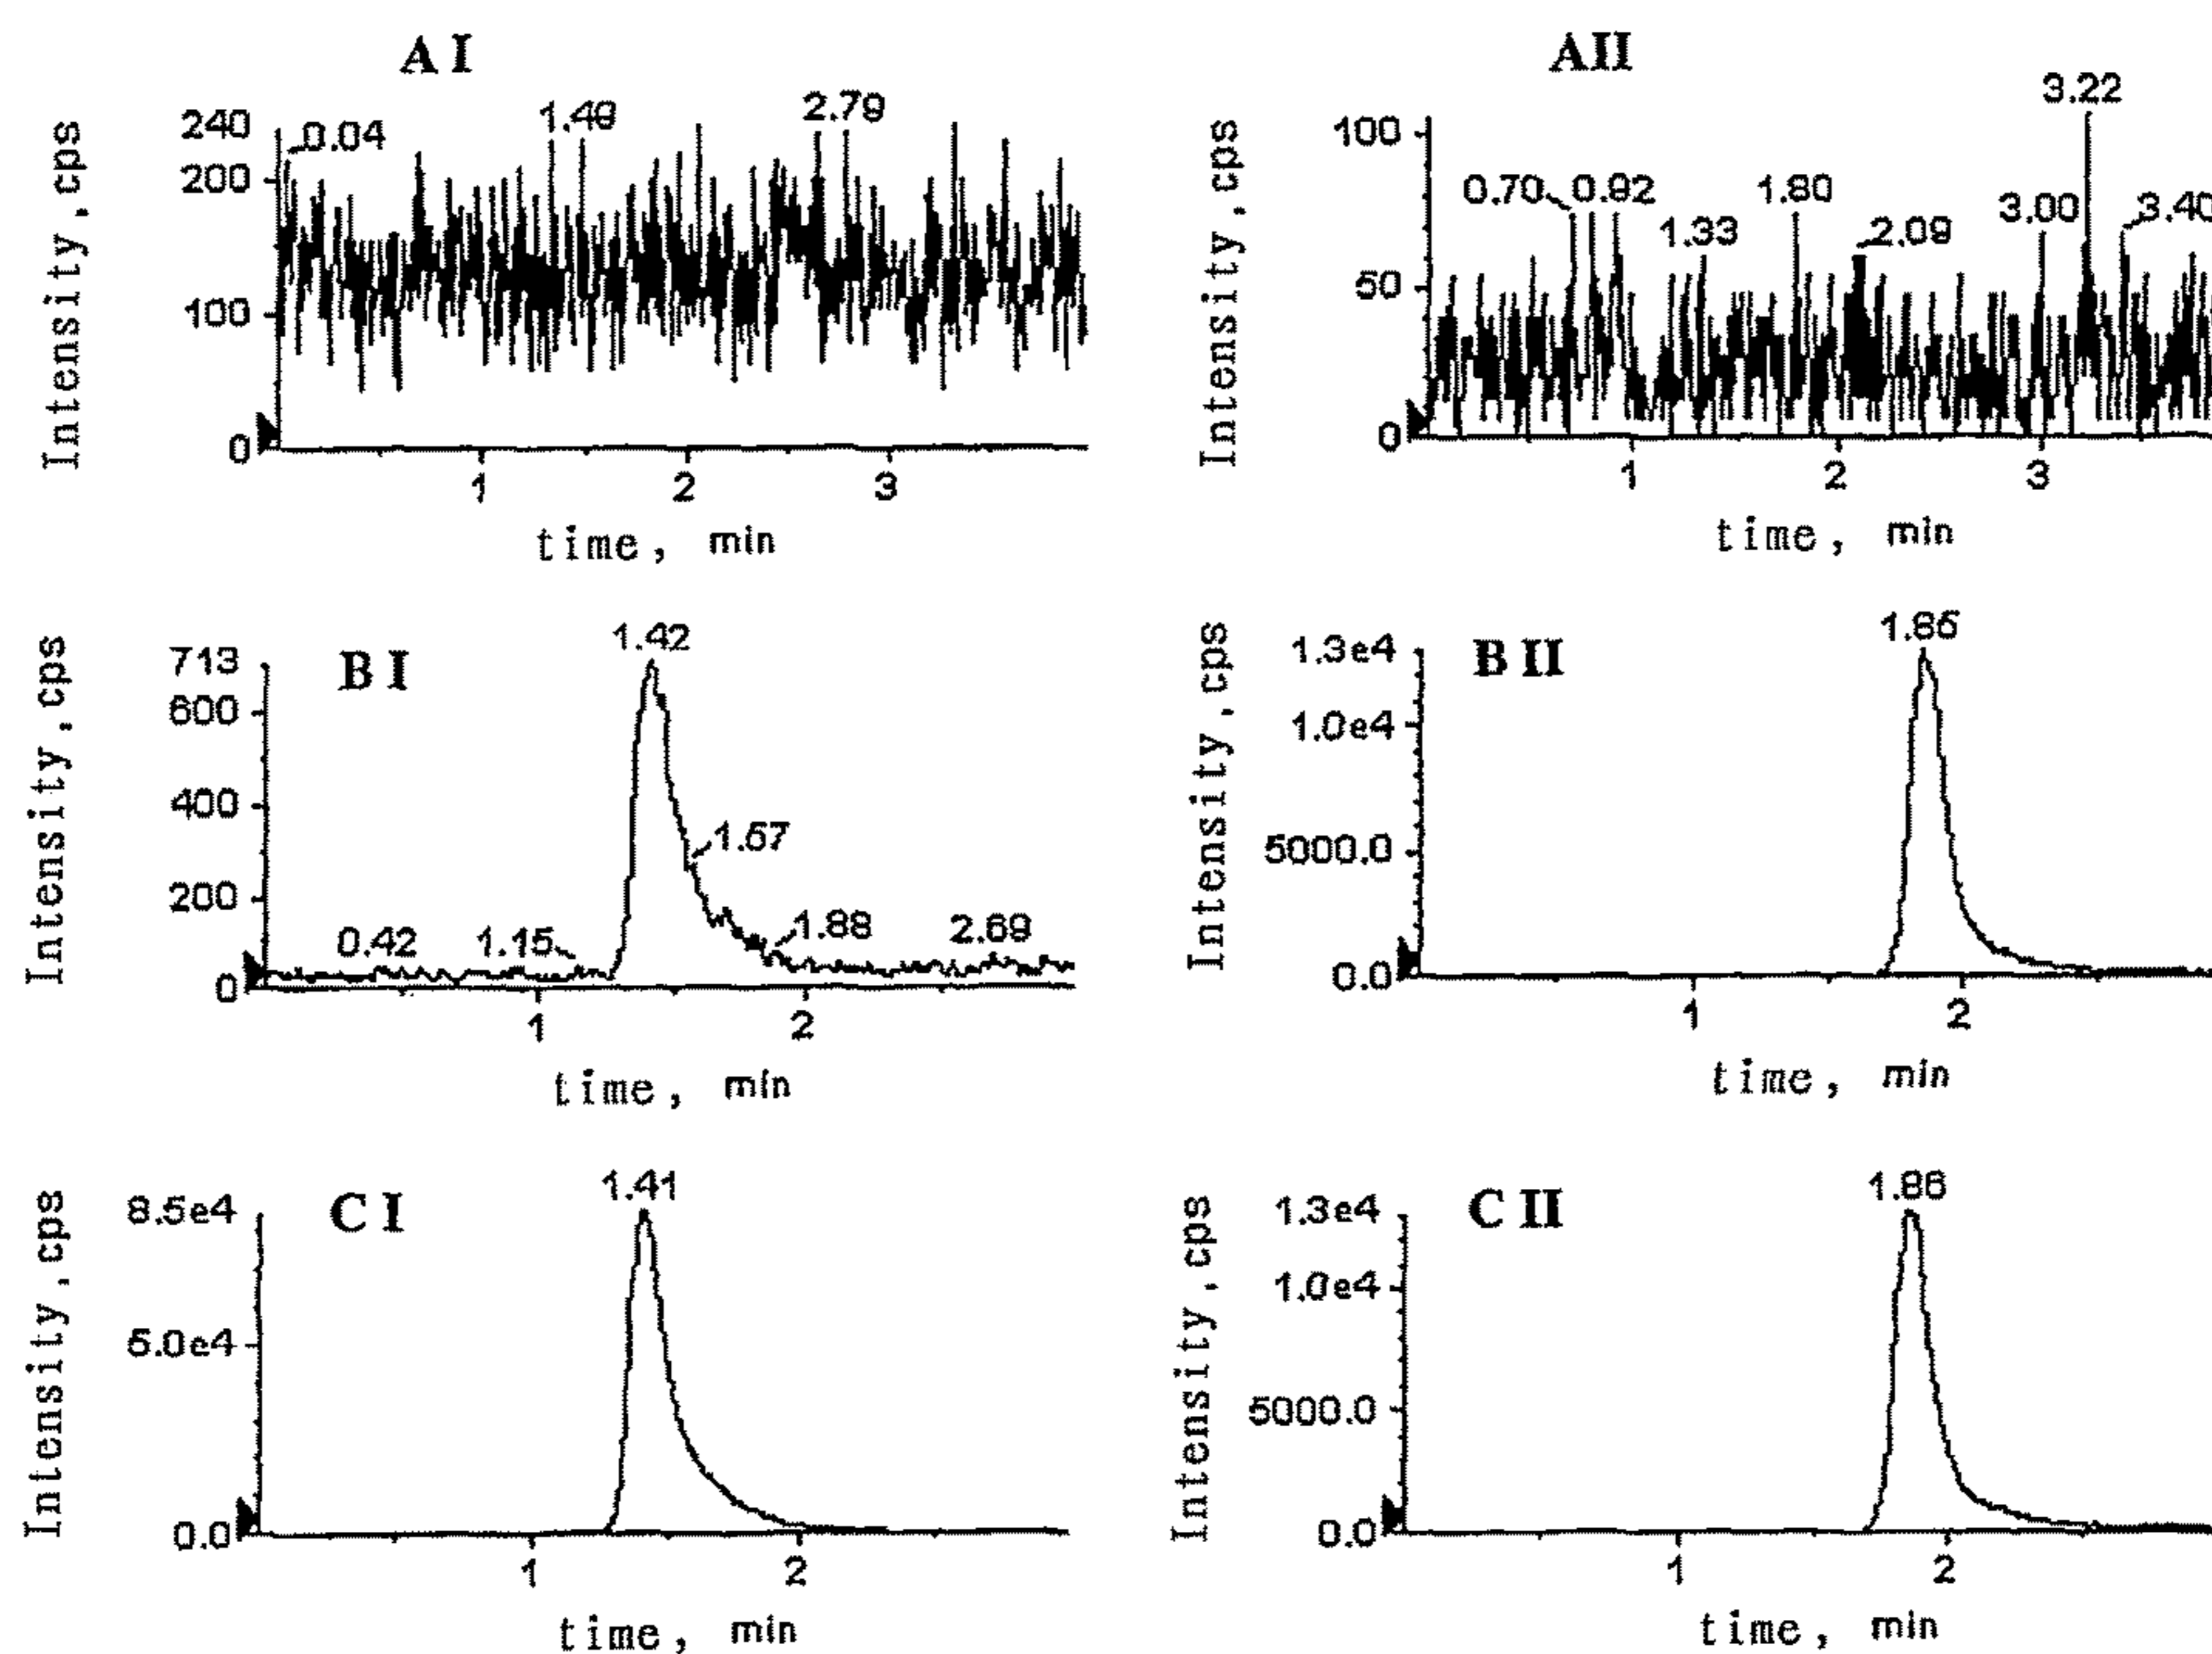 A I
Intensity,cps
240
200
100
0
0.04
1.49
2.79
1
2
3
time, min
AII
Intensity,cps
100
50
0
0.70
0.92
1.33
1.80
2.09
3.00
3.22
3.40
1
2
3
time, min
B I
Intensity,cps
713
600
400
200
0
0.42
1.15
1.42
1.57
1.88
2.69
1
2
time, min
B II
Intensity,cps
1.3e4
1.0e4
5000.0
0.0
1.85
1
2
time, min
C I
Intensity,cps
8.5e4
5.0e4
0.0
1.41
1
2
time, min
C II
Intensity,cps
1.3e4
1.0e4
5000.0
0.0
1.86
1
2
time, min